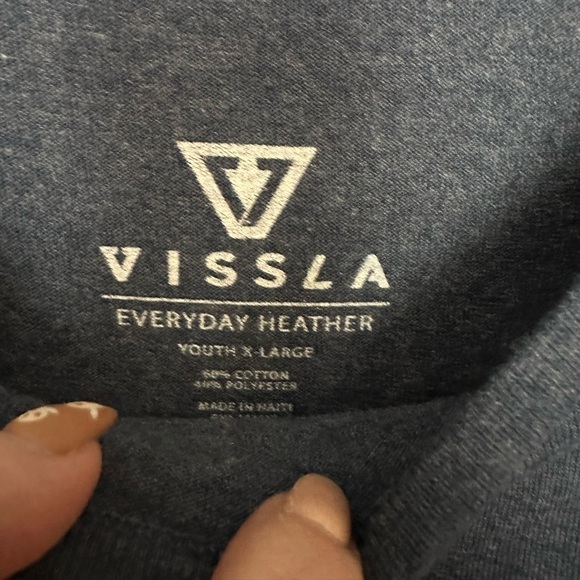 VISSLA
EVERYDAY HEATHER
YOUTH X-LARGE
60% COTTON
40% POLYESTER
MADE IN HAITI